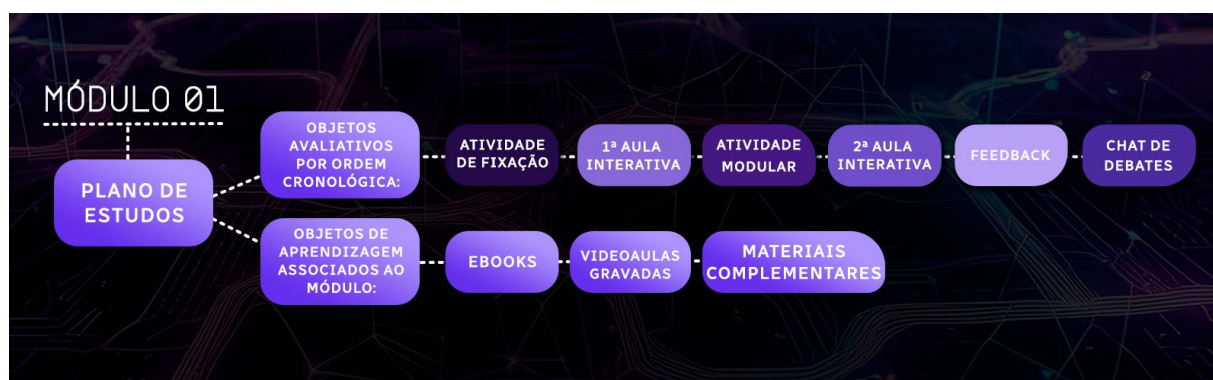 MÓDULO 01
PLANO DE
ESTUDOS
OBJETOS
AVALIATIVOS
POR ORDEM
CRONOLÓGICA:
ATIVIDADE
DE FIXAÇÃO
1ª AULA
INTERATIVA
ATIVIDADE
MODULAR
2ª AULA
INTERATIVA
FEEDBACK
CHAT DE
DEBATES
OBJETOS DE
APRENDIZAGEM
ASSOCIADOS AO
MÓDULO:
EBOOKS
VIDEOAULAS
GRAVADAS
MATERIAIS
COMPLEMENTARES